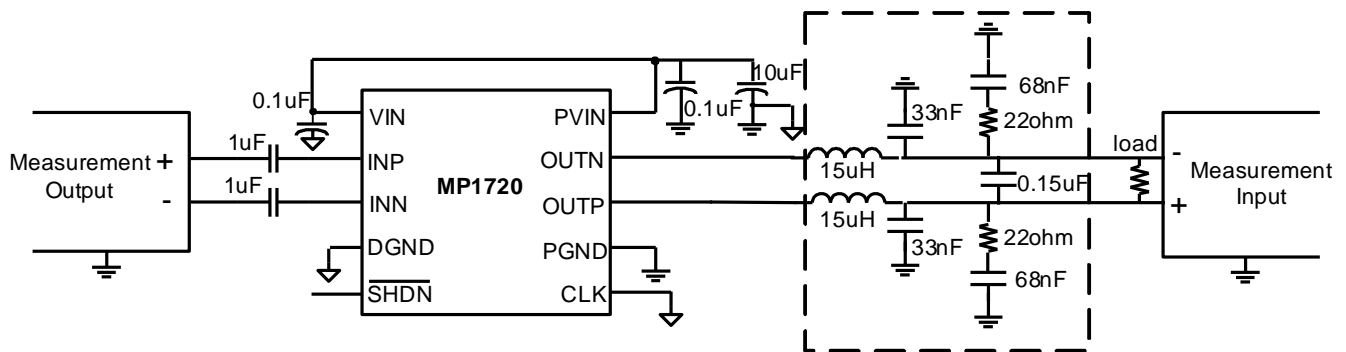 0.1uF
10uF
0.1uF
68nF
33nF
22ohm
VIN
PVIN
Measurement +
Output
-
1uF
1uF
INP
INN
MP1720
OUTN
OUTP
15uH
15uH
0.15uF
load
-
+
Measurement
Input
DGND
PGND
SHDN
CLK
33nF
22ohm
68nF